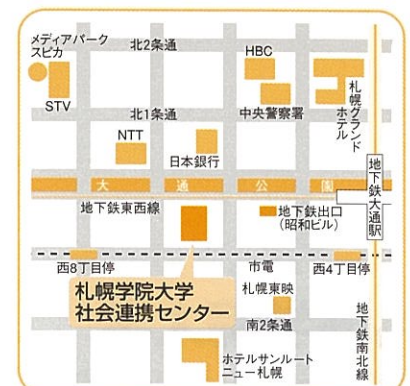 メディアパーク
スピカ
北2条通
HBC
STV
北1条通
中央警察署
札幌グランド
ホテル
NTT
日本銀行
大通公園
地下鉄大通駅
地下鉄東西線
地下鉄出口
(昭和ビル)
西8丁目停
市電
西4丁目停
札幌学院大学
社会連携センター
札幌東映
南2条通
地下鉄南北線
ホテルサンルート
ニュー札幌